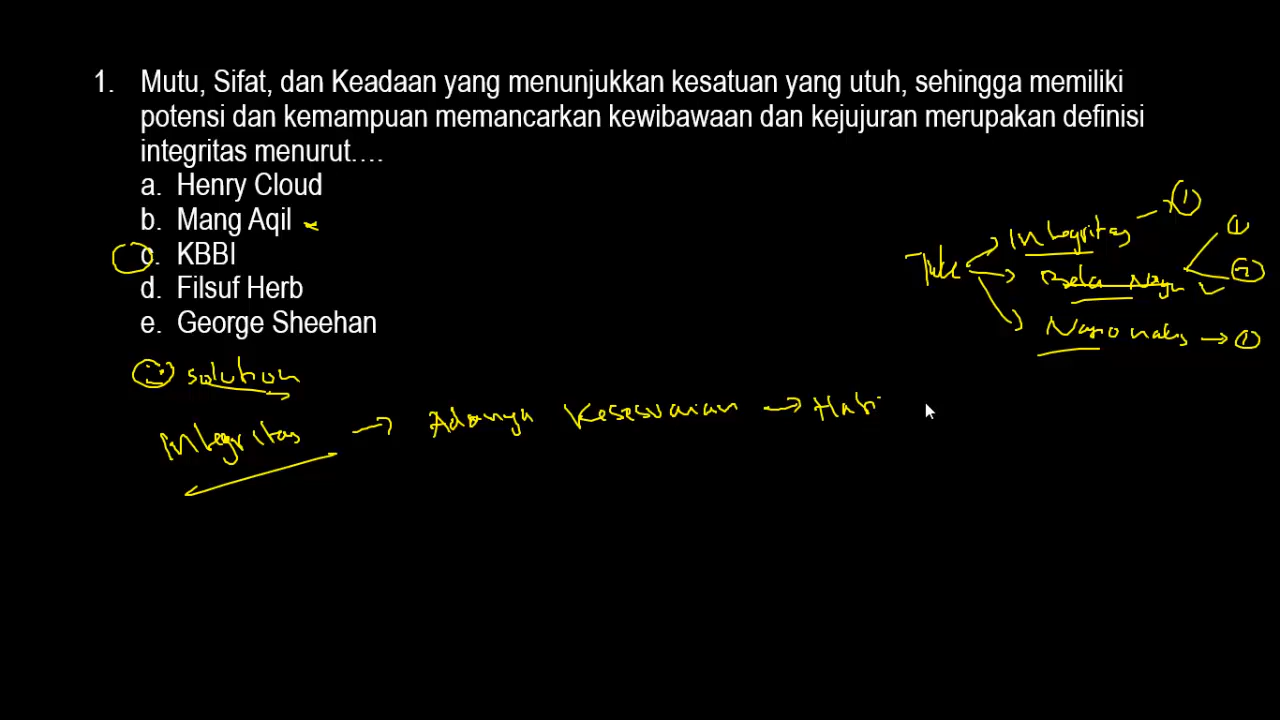 1. Mutu, Sifat, dan Keadaan yang menunjukkan kesatuan yang utuh, sehingga memiliki
potensi dan kemampuan memancarkan kewibawaan dan kejujuran merupakan definisi
integritas menurut....
a. Henry Cloud
b. Mang Aqil
c. KBBI
d. Filsuf Herb
e. George Sheehan
Integritas → 1
1
Bela
2
→ 1
solution
Integritas → Adanya Kesesuaian → Hati